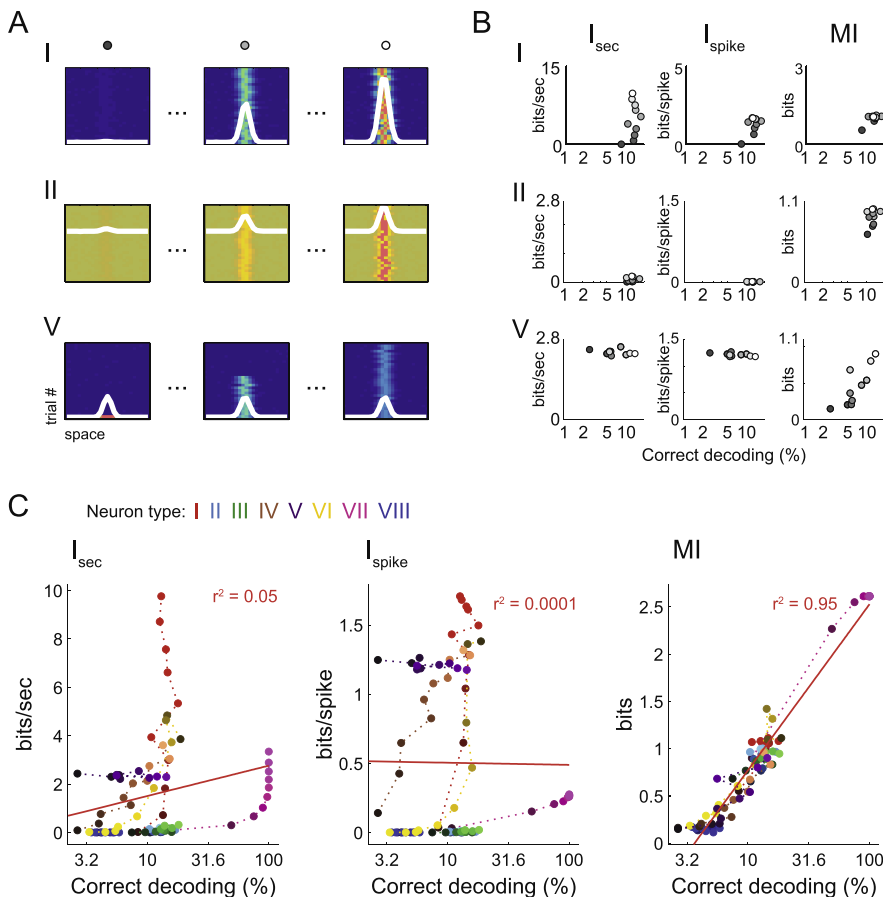 A
B
I_sec I_spike MI
I
...
...
I
bits/sec
15
0
1 2 5 10
bits/spike
5
0
1 2 5 10
bits
3
0
1 2 5 10
II
...
...
II
bits/sec
2.8
0
1 2 5 10
bits/spike
1.5
0
1 2 5 10
bits
1.1
0
1 2 5 10
V
...
...
trial #
space
V
bits/sec
2.8
0
1 2 5 10
bits/spike
1.5
0
1 2 5 10
bits
1.1
0
1 2 5 10
Correct decoding (%)
C
Neuron type: I II III IV V VI VII VIII
I_sec
r² = 0.05
bits/sec
10
8
6
4
2
0
3.2 10 31.6 100
Correct decoding (%)
I_spike
r² = 0.0001
bits/spike
1.5
1
0.5
0
3.2 10 31.6 100
Correct decoding (%)
MI
r² = 0.95
bits
2.5
2
1.5
1
0.5
0
3.2 10 31.6 100
Correct decoding (%)